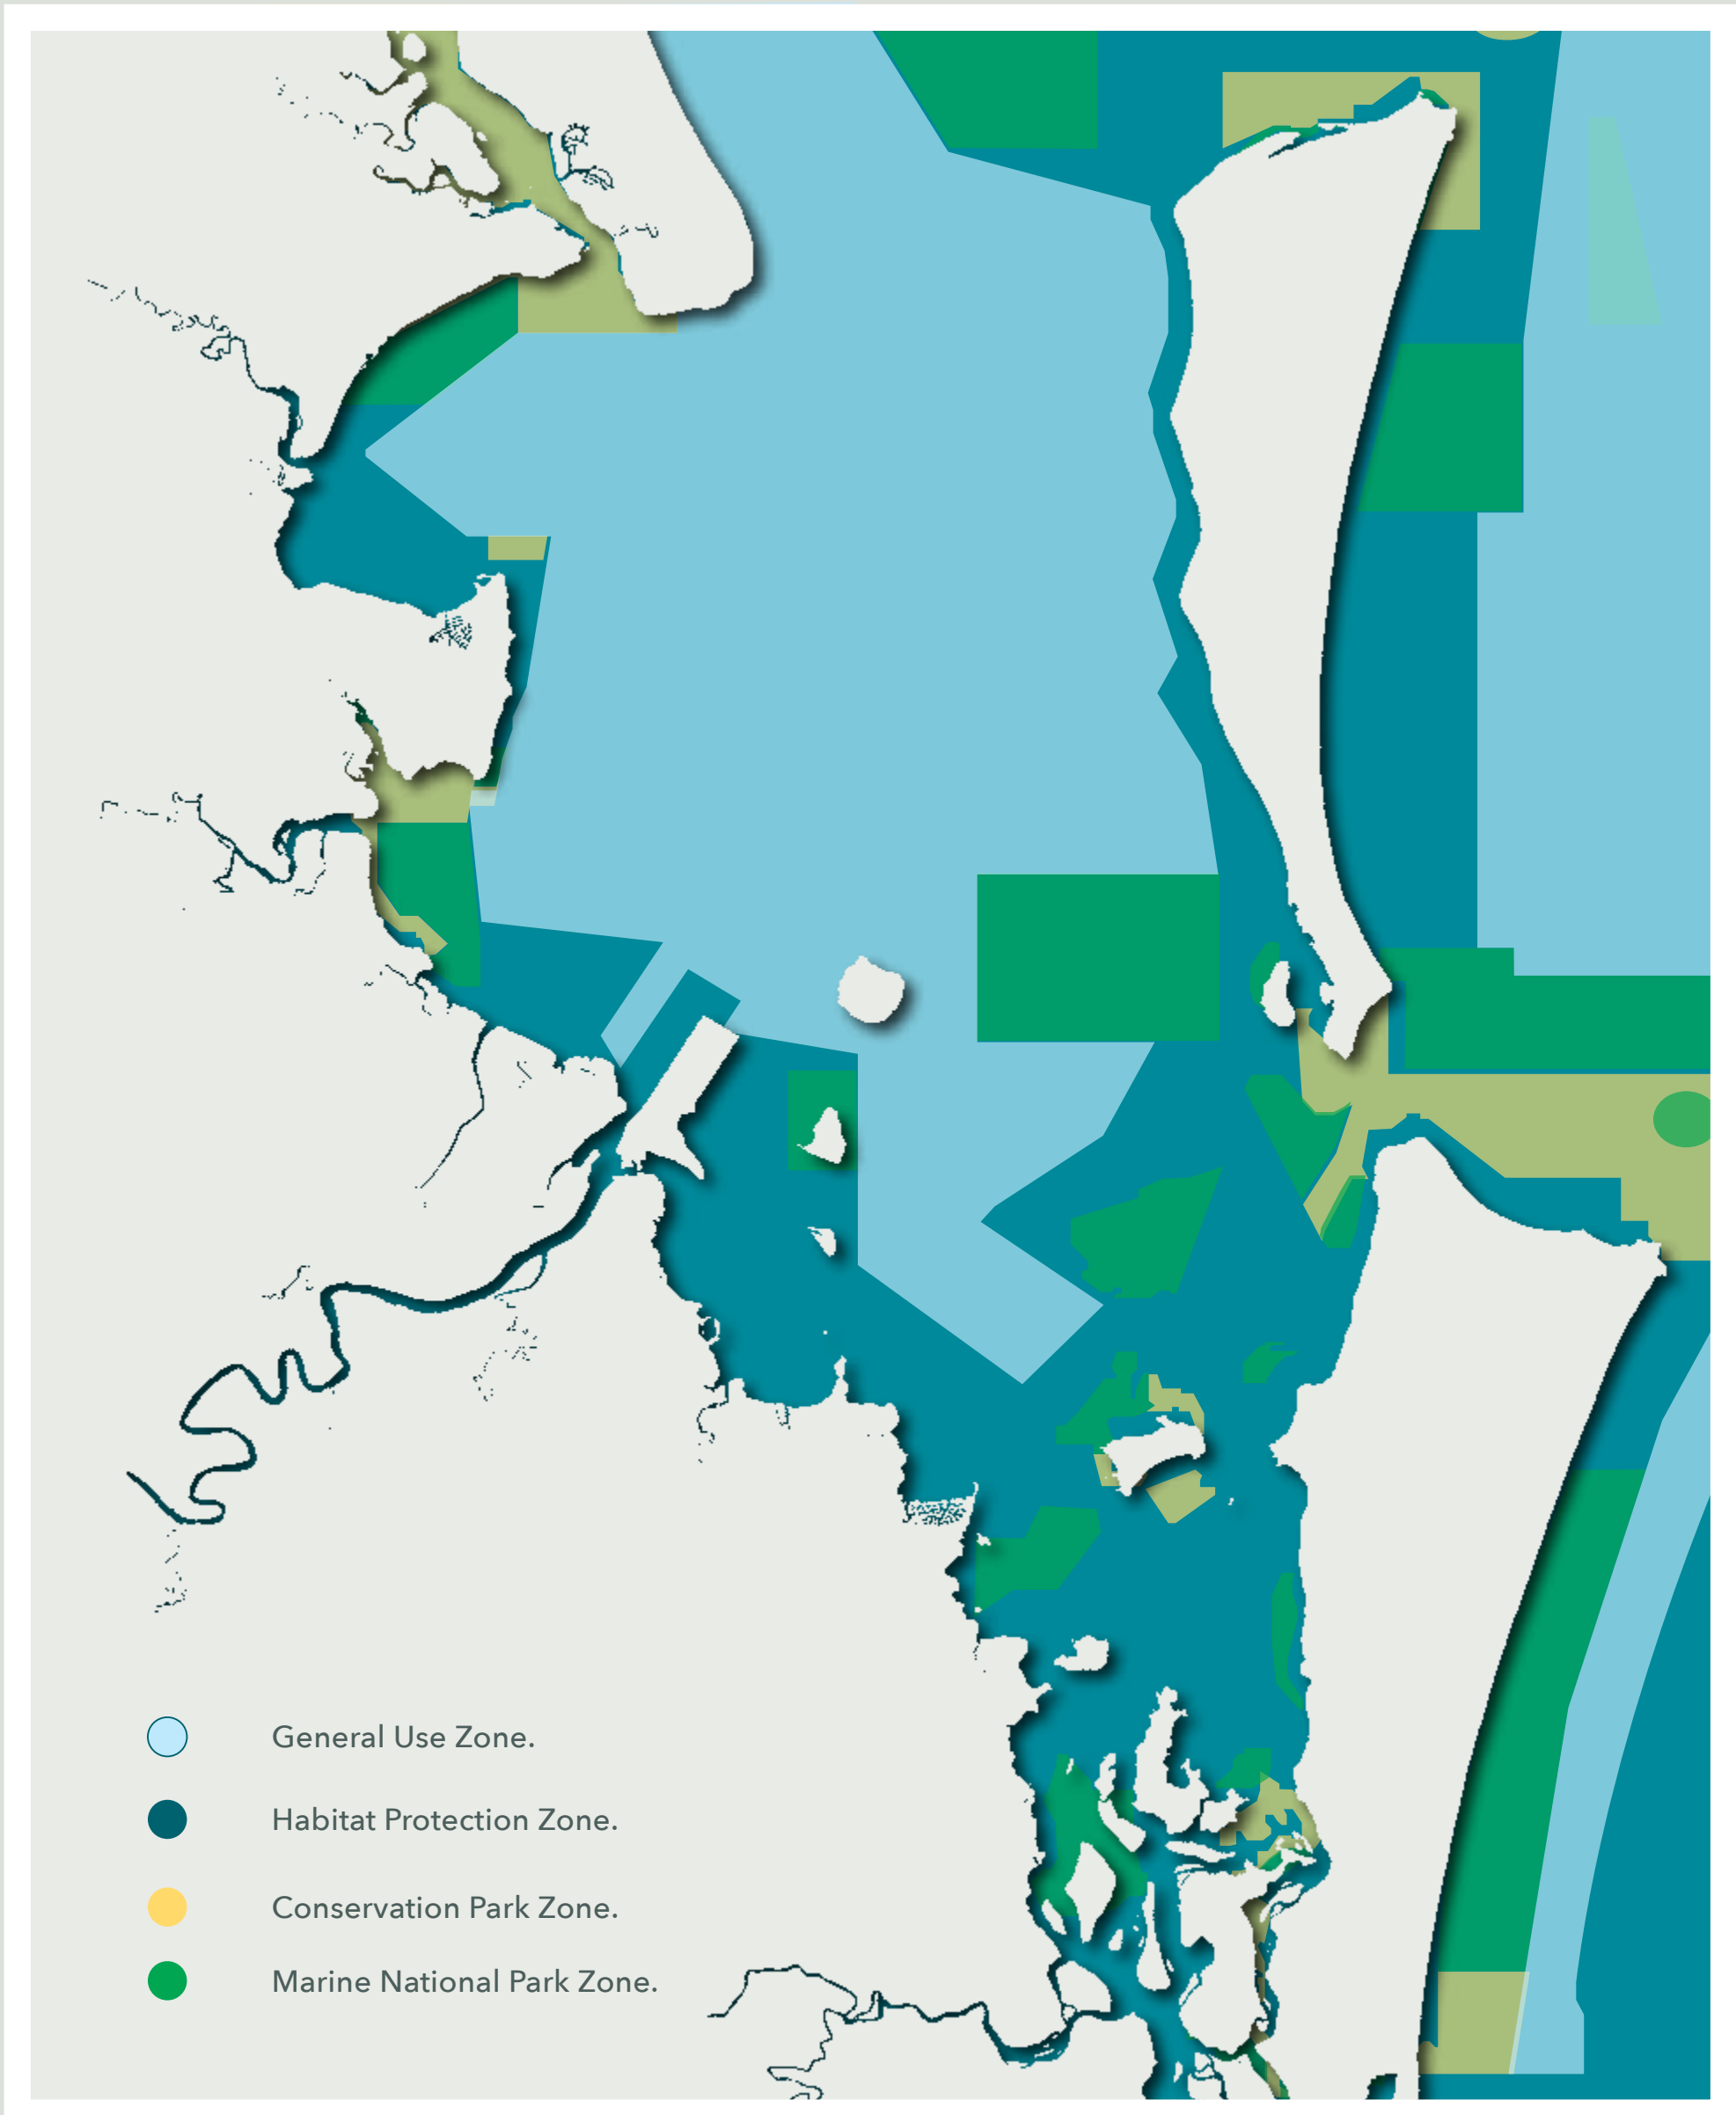 General Use Zone.
Habitat Protection Zone.
Conservation Park Zone.
Marine National Park Zone.